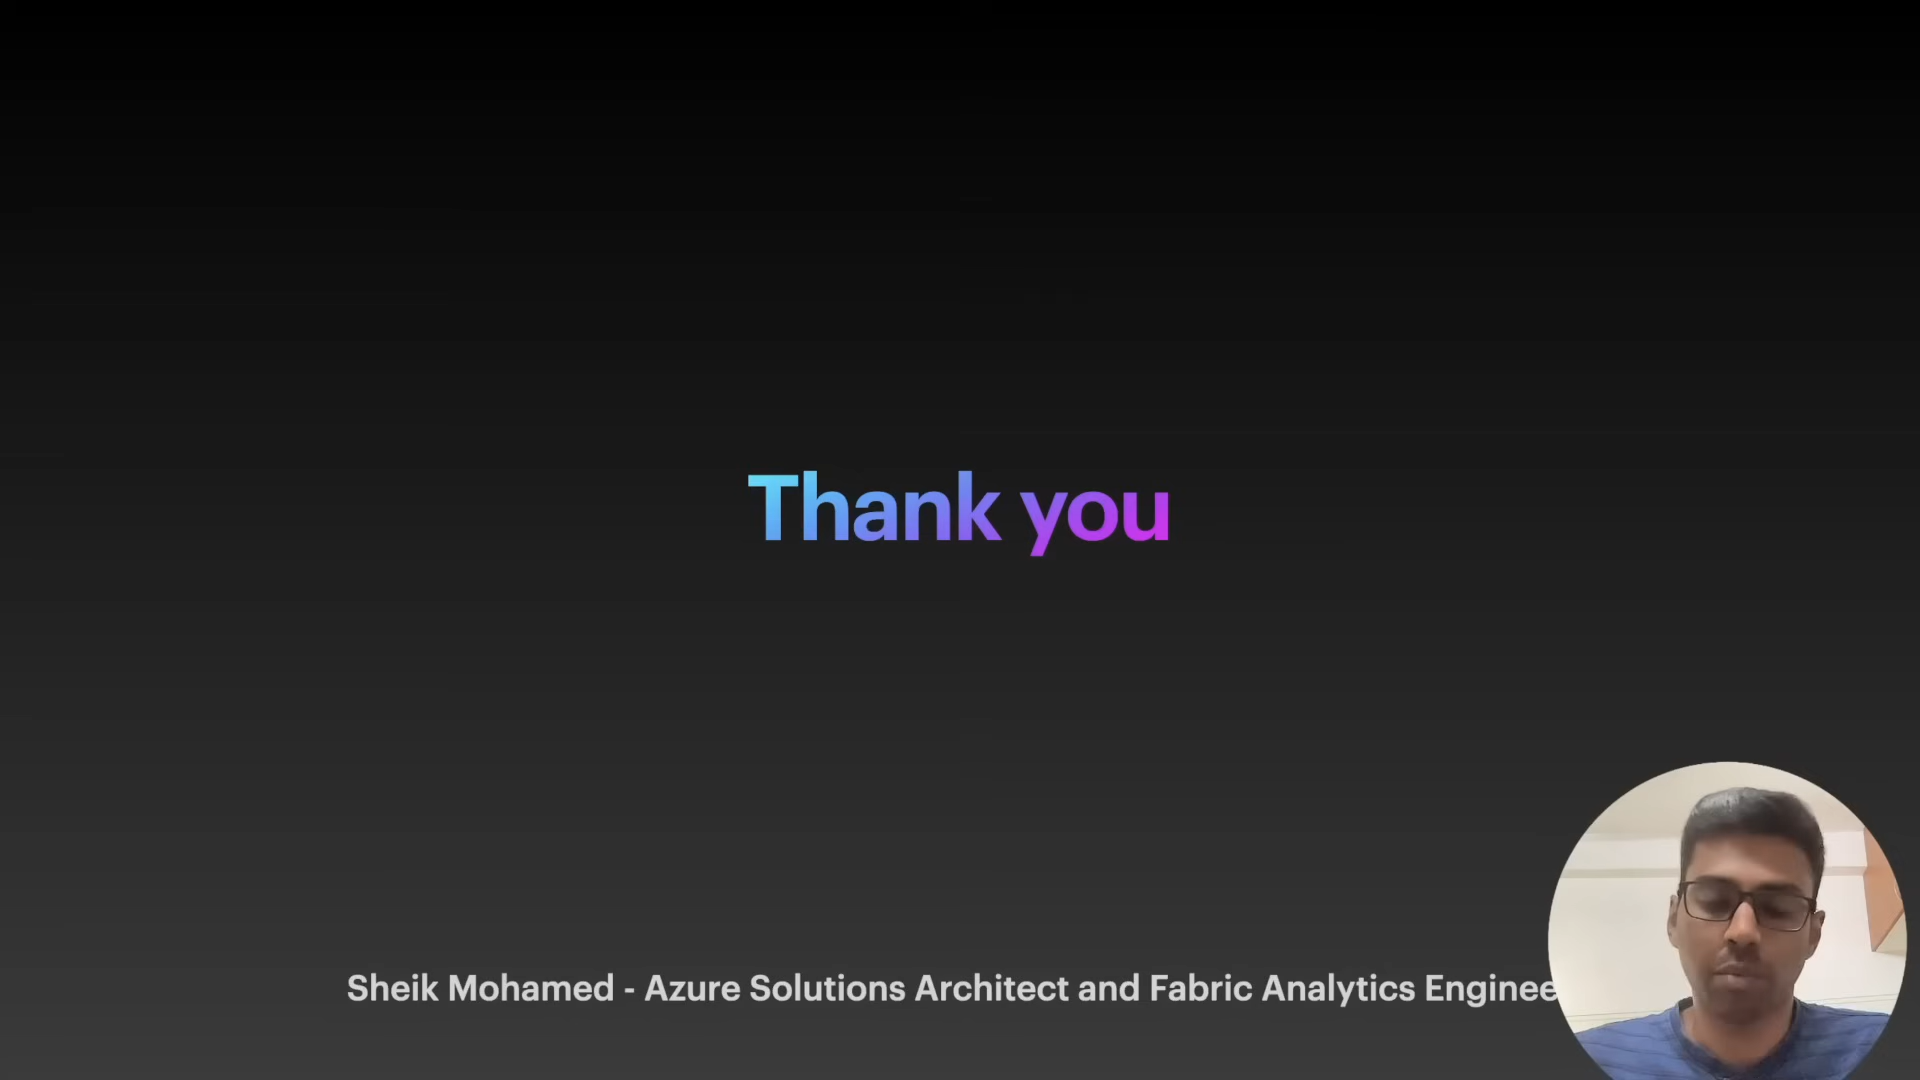 Thank you
Sheik Mohamed - Azure Solutions Architect and Fabric Analytics Enginee